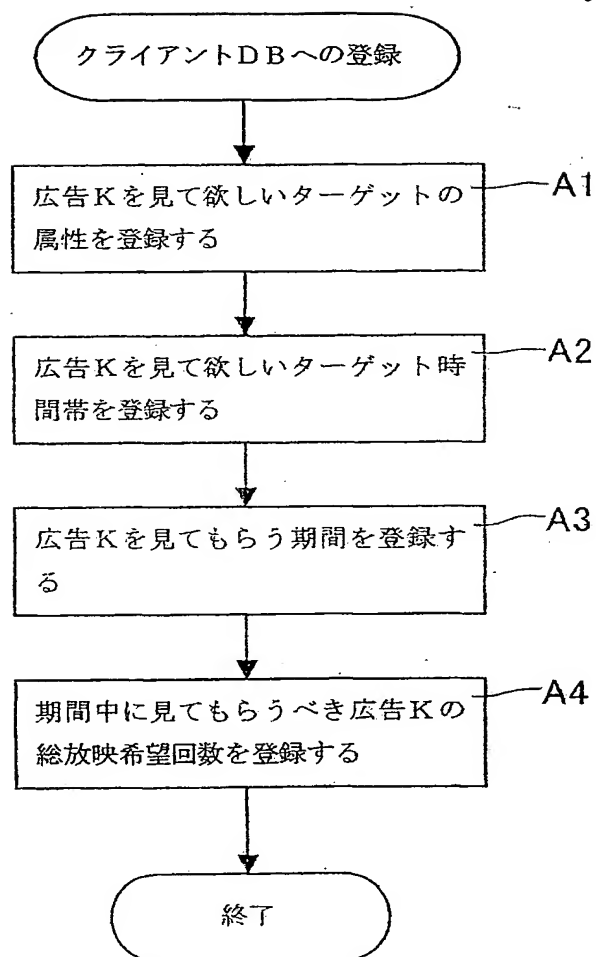 クライアントDBへの登録
広告Kを見て欲しいターゲットの
属性を登録する
A1
広告Kを見て欲しいターゲット時
間帯を登録する
A2
広告Kを見てもらう期間を登録す
る
A3
期間中に見てもらうべき広告Kの
総放映希望回数を登録する
A4
終了